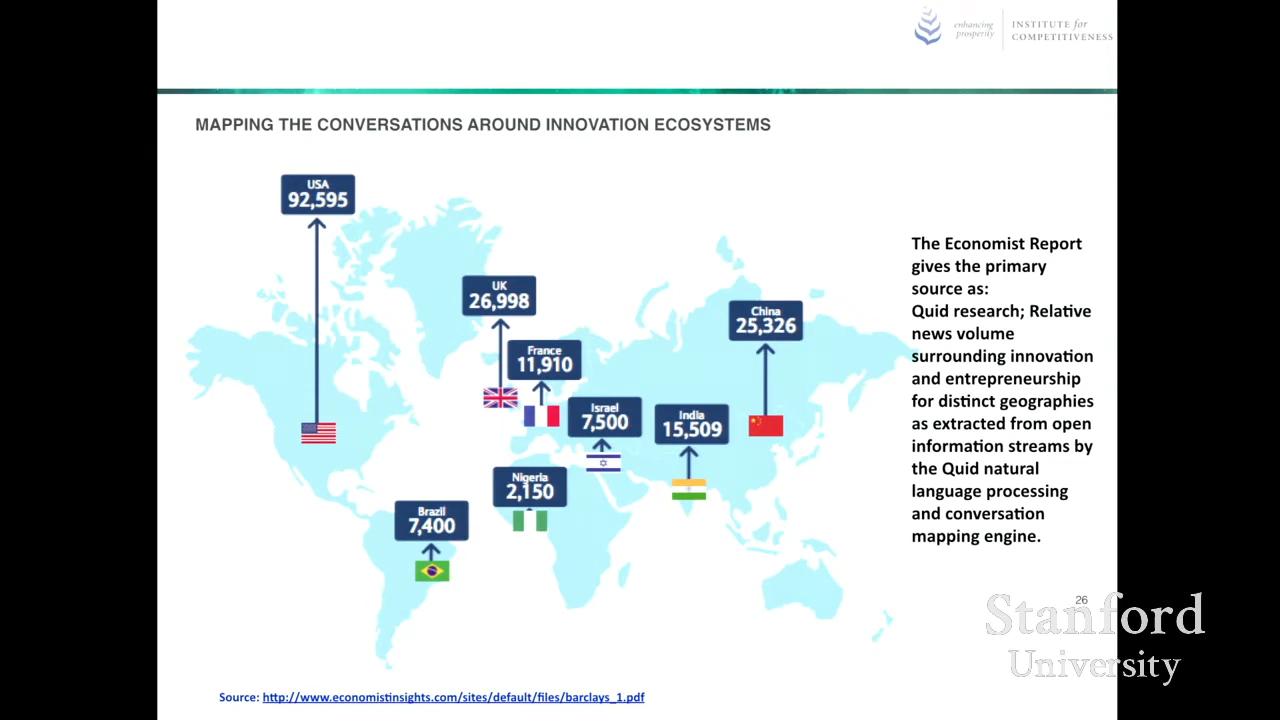 enhancing
prosperity
INSTITUTE for
COMPETITIVENESS
MAPPING THE CONVERSATIONS AROUND INNOVATION ECOSYSTEMS
USA
92,595
UK
26,998
China
25,326
France
11,910
Israel
7,500
India
15,509
Nigeria
2,150
Brazil
7,400
The Economist Report
gives the primary
source as:
Quid research; Relative
news volume
surrounding innovation
and entrepreneurship
for distinct geographies
as extracted from open
information streams by
the Quid natural
language processing
and conversation
mapping engine.
26
Stanford
University
Source: http://www.economistinsights.com/sites/default/files/barclays_1.pdf